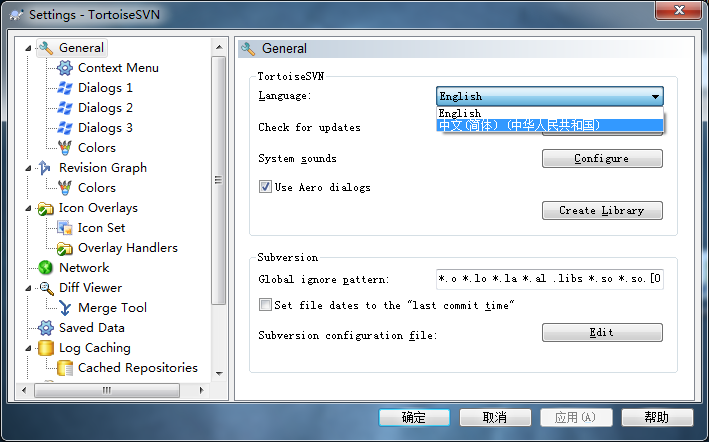 Settings - TortoiseSVN
General
Context Menu
Dialogs 1
Dialogs 2
Dialogs 3
Colors
Revision Graph
Colors
Icon Overlays
Icon Set
Overlay Handlers
Network
Diff Viewer
Merge Tool
Saved Data
Log Caching
Cached Repositories
General
TortoiseSVN
Language:
English
English
中文(简体) (中华人民共和国)
Check for updates
System sounds
Configure
Use Aero dialogs
Create Library
Subversion
Global ignore pattern:
*.o *.lo *.la *.al .libs *.so *.so.[0
Set file dates to the "last commit time"
Subversion configuration file:
Edit
确定
取消
应用(A)
帮助